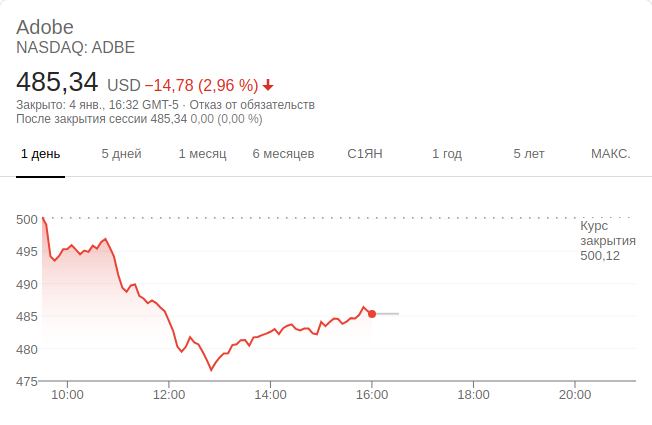 Adobe
NASDAQ: ADBE
485,34 USD −14,78 (2,96 %)
Закрыто: 4 янв., 16:32 GMT-5 · Отказ от обязательств
После закрытия сессии 485,34 0,00 (0,00 %)
1 день 5 дней 1 месяц 6 месяцев С1ЯН 1 год 5 лет МАКС.
500
Курс
закрытия
500,12
495
490
485
480
475
10:00 12:00 14:00 16:00 18:00 20:00